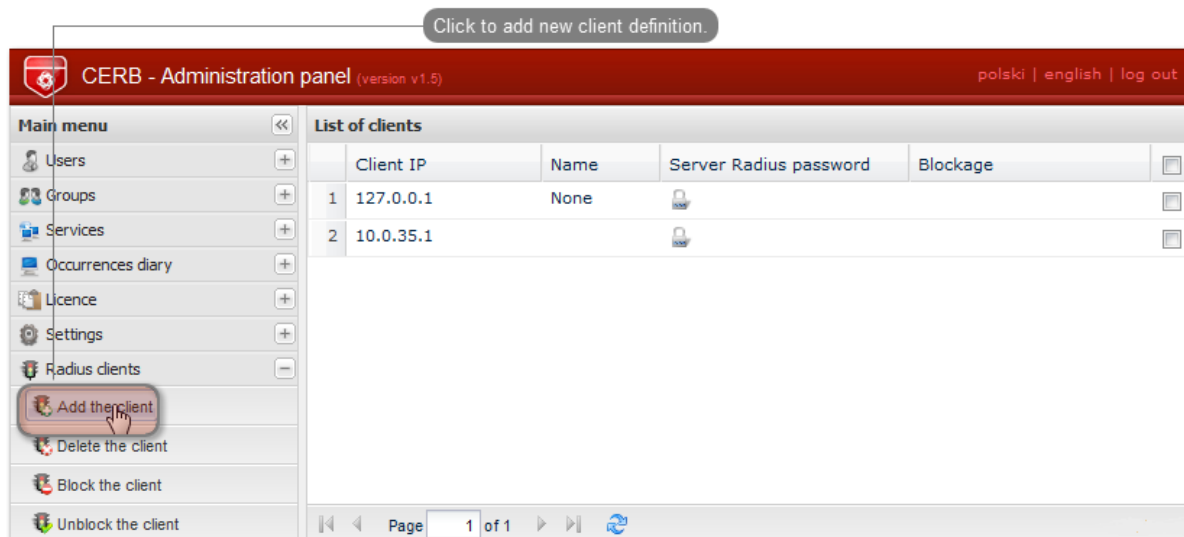 Click to add new client definition.
CERB - Administration panel (version v1.5)
polski | english | log out
Main menu
Users
Groups
Services
Occurrences diary
Licence
Settings
Radius clients
Add the client
Delete the client
Block the client
Unblock the client
List of clients
Client IP Name Server Radius password Blockage
1 127.0.0.1 None
2 10.0.35.1
Page 1 of 1